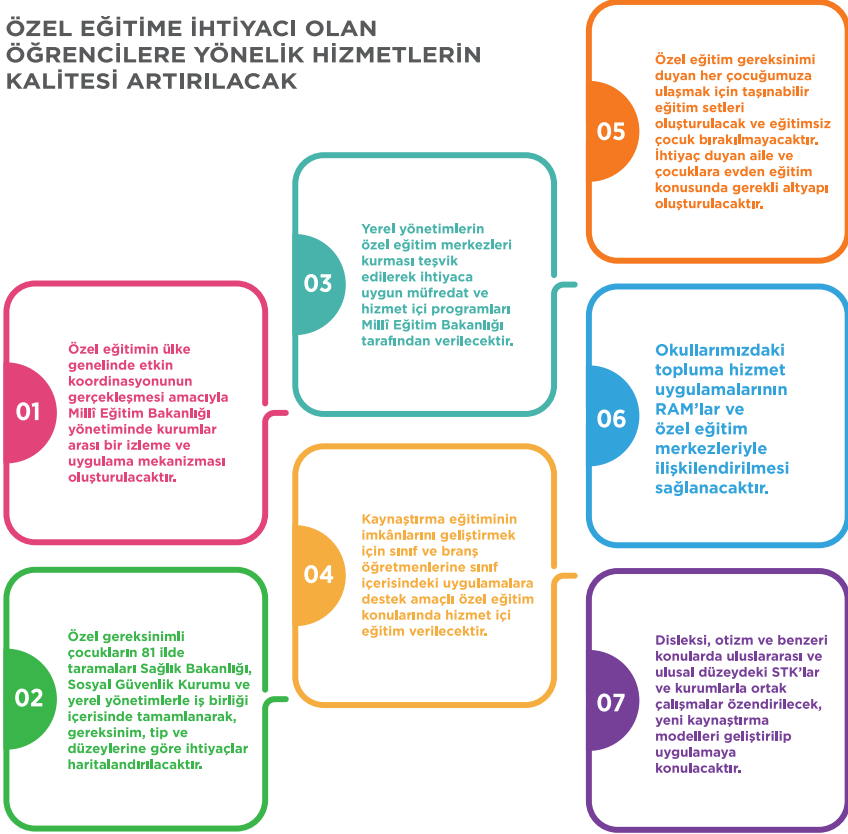 ÖZEL EĞİTİME İHTİYACI OLAN
ÖĞRENCİLERE YÖNELİK HİZMETLERİN
KALİTESİ ARTIRILACAK
01
Özel eğitimin ülke
genelinde etkin
koordinasyonunun
gerçekleşmesi amacıyla
Millî Eğitim Bakanlığı
yönetiminde kurumlar
arası bir izleme ve
uygulama mekanizması
oluşturulacaktır.
02
Özel gereksinimli
çocukların 81 ilde
taramaları Sağlık Bakanlığı,
Sosyal Güvenlik Kurumu ve
yerel yönetimlerle iş birliği
içerisinde tamamlanarak,
gereksinim, tip ve
düzeylerine göre ihtiyaçlar
haritalandırılacaktır.
03
Yerel yönetimlerin
özel eğitim merkezleri
kurması teşvik
edilerek ihtiyaca
uygun müfredat ve
hizmet içi programları
Millî Eğitim Bakanlığı
tarafından verilecektir.
04
Kaynaştırma eğitiminin
imkânlarını geliştirmek
için sınıf ve branş
öğretmenlerine sınıf
içerisindeki uygulamalara
destek amaçlı özel eğitim
konularında hizmet içi
eğitim verilecektir.
05
Özel eğitim gereksinimi
duyan her çocuğumuza
ulaşmak için taşınabilir
eğitim setleri
oluşturulacak ve eğitimsiz
çocuk bırakılmayacaktır.
İhtiyaç duyan aile ve
çocuklara evden eğitim
konusunda gerekli altyapı
oluşturulacaktır.
06
Okullarımızdaki
topluma hizmet
uygulamalarının
RAM'lar ve
özel eğitim
merkezleriyle
ilişkilendirilmesi
sağlanacaktır.
07
Disleksi, otizm ve benzeri
konularda uluslararası ve
ulusal düzeydeki STK'lar
ve kurumlarla ortak
çalışmalar özendirilecek,
yeni kaynaştırma
modelleri geliştirilip
uygulamaya
konulacaktır.